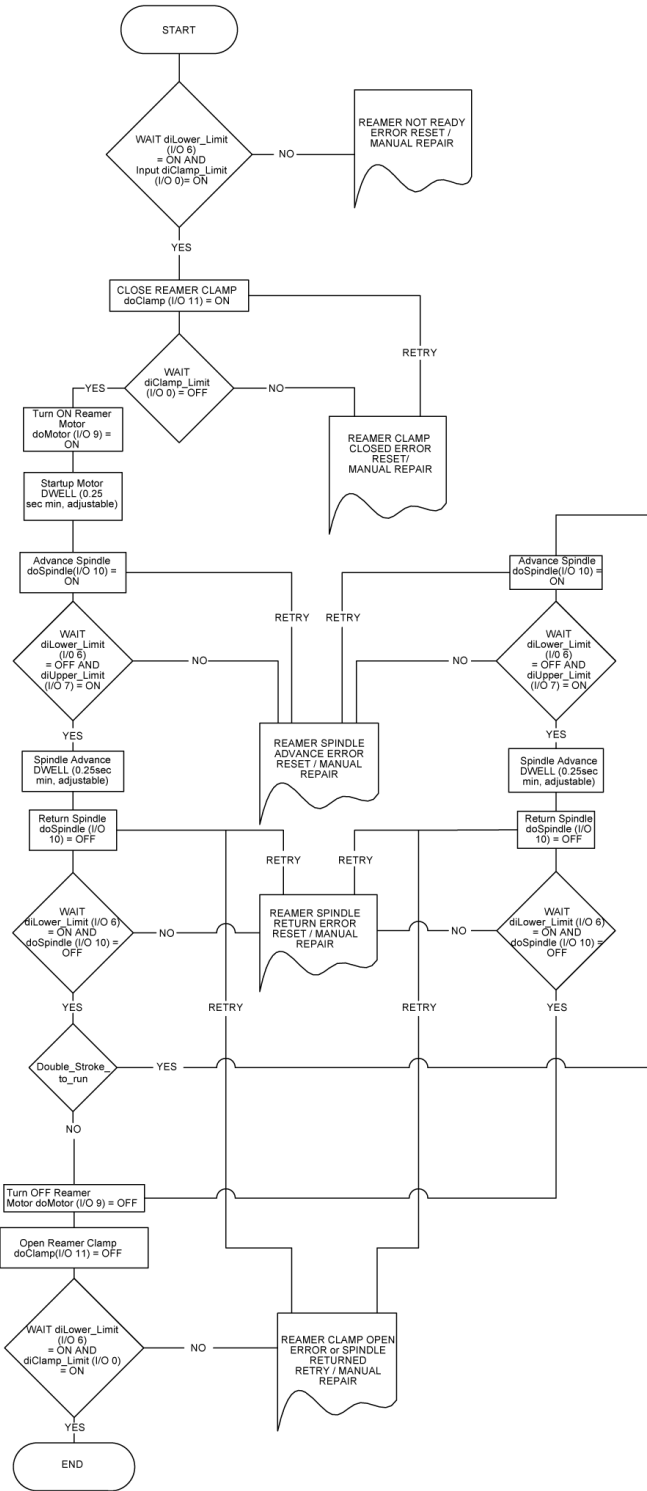 START
WAIT diLower_Limit
(I/O 6)
= ON AND
Input diClamp_Limit
(I/O 0)= ON
NO
REAMER NOT READY
ERROR RESET /
MANUAL REPAIR
YES
CLOSE REAMER CLAMP
doClamp (I/O 11) = ON
RETRY
WAIT
diClamp_Limit
(I/O 0) = OFF
YES
NO
Turn ON Reamer
Motor
doMotor (I/O 9) =
ON
REAMER CLAMP
CLOSED ERROR
RESET/
MANUAL REPAIR
Startup Motor
DWELL (0.25
sec min, adjustable)
Advance Spindle
doSpindle(I/O 10) =
ON
Advance Spindle
doSpindle(I/O 10) =
ON
RETRY
RETRY
WAIT
diLower_Limit
(I/0 6)
= OFF AND
diUpper_Limit
(I/O 7) = ON
NO
NO
WAIT
diLower_Limit
(I/0 6)
= OFF AND
diUpper_Limit
(I/O 7) = ON
YES
YES
REAMER SPINDLE
ADVANCE ERROR
RESET / MANUAL
REPAIR
Spindle Advance
DWELL (0.25sec
min, adjustable)
Spindle Advance
DWELL (0.25sec
min, adjustable)
Return Spindle
doSpindle (I/O
10) = OFF
Return Spindle
doSpindle (I/O
10) = OFF
RETRY
RETRY
WAIT
diLower_Limit (I/O 6)
= ON AND
doSpindle (I/O 10) =
OFF
NO
REAMER SPINDLE
RETURN ERROR
RESET / MANUAL
REPAIR
NO
WAIT
diLower_Limit (I/O 6)
= ON AND
doSpindle (I/O 10) =
OFF
YES
RETRY
RETRY
YES
Double_Stroke_
to_run
YES
NO
Turn OFF Reamer
Motor doMotor (I/O 9) = OFF
Open Reamer Clamp
doClamp(I/O 11) = OFF
WAIT diLower_Limit
(I/O 6)
= ON AND
diClamp_Limit (I/O 0)
= ON
NO
REAMER CLAMP OPEN
ERROR or SPINDLE
RETURNED
RETRY / MANUAL
REPAIR
YES
END